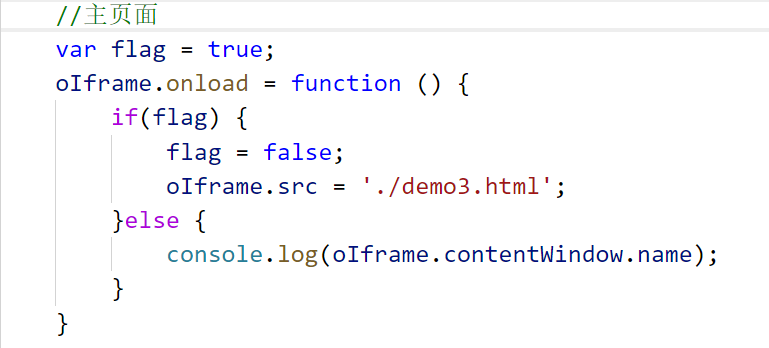 //主页面
var flag = true;
oIframe.onload = function () {
    if(flag) {
        flag = false;
        oIframe.src = './demo3.html';
    }else {
        console.log(oIframe.contentWindow.name);
    }
}